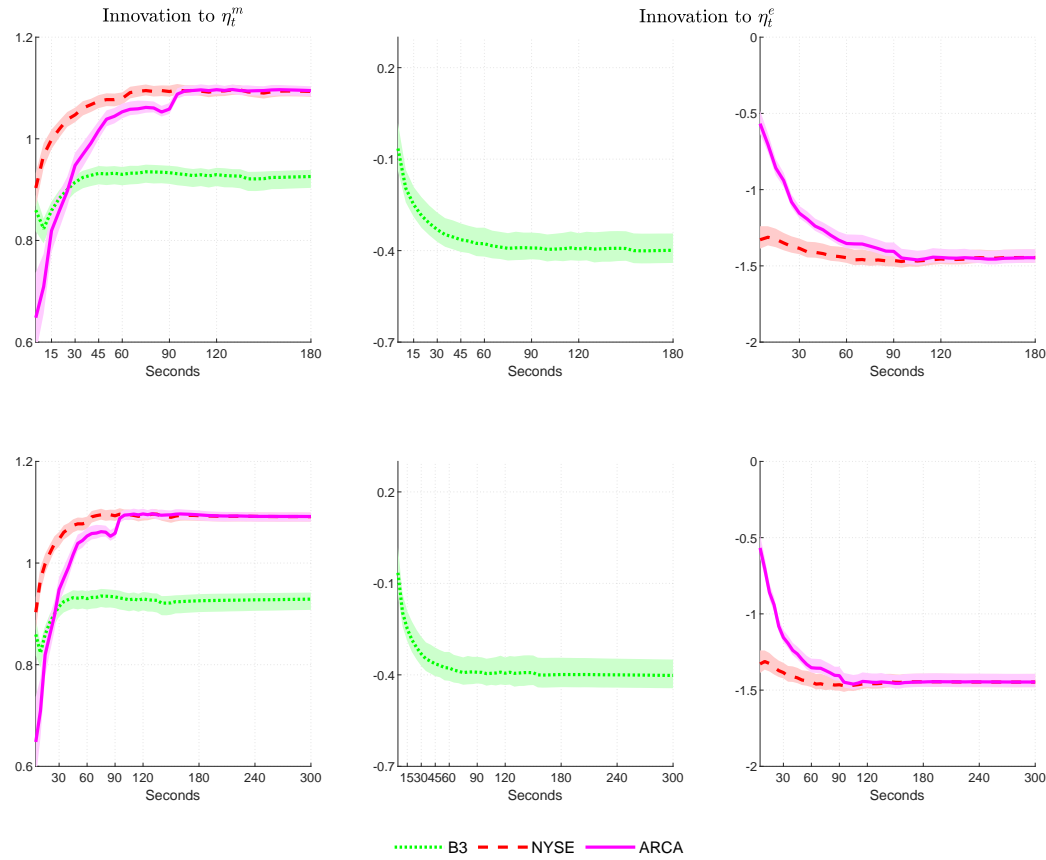 Innovation to $\eta_t^m$
Innovation to $\eta_t^e$
1.2
1
0.8
0.6
15 30 45 60 90 120 180
Seconds
0.2
-0.1
-0.4
-0.7
15 30 45 60 90 120 180
Seconds
0
-0.5
-1
-1.5
-2
30 60 90 120 180
Seconds
1.2
1
0.8
0.6
30 60 90 120 180 240 300
Seconds
0.2
-0.1
-0.4
-0.7
15 30 45 60 90 120 180 240 300
Seconds
0
-0.5
-1
-1.5
-2
30 60 90 120 180 240 300
Seconds
B3 NYSE ARCA